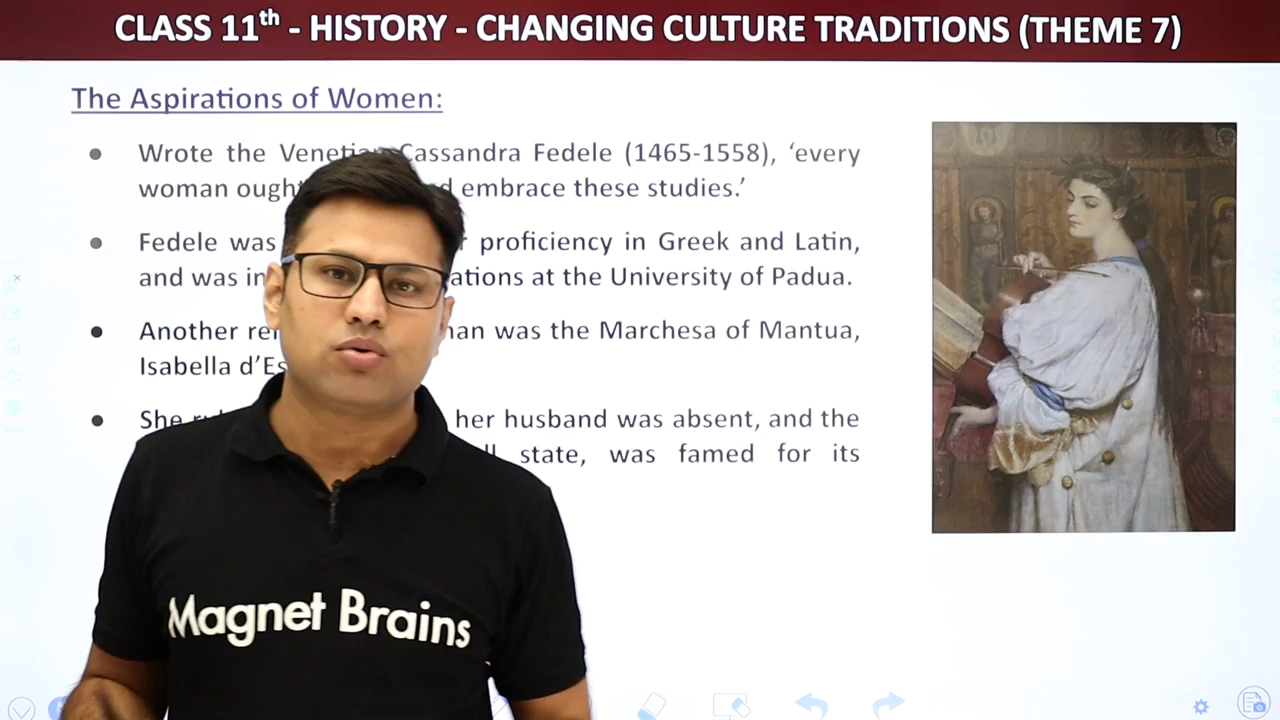 CLASS 11th - HISTORY - CHANGING CULTURE TRADITIONS (THEME 7)
The Aspirations of Women:
Wrote the Venetian Cassandra Fedele (1465-1558), ‘every
woman ought d embrace these studies.’
Fedele was proficiency in Greek and Latin,
and was in ations at the University of Padua.
Another was the Marchesa of Mantua,
Isabella d’Es
She her husband was absent, and the
state, was famed for its
Magnet Brains